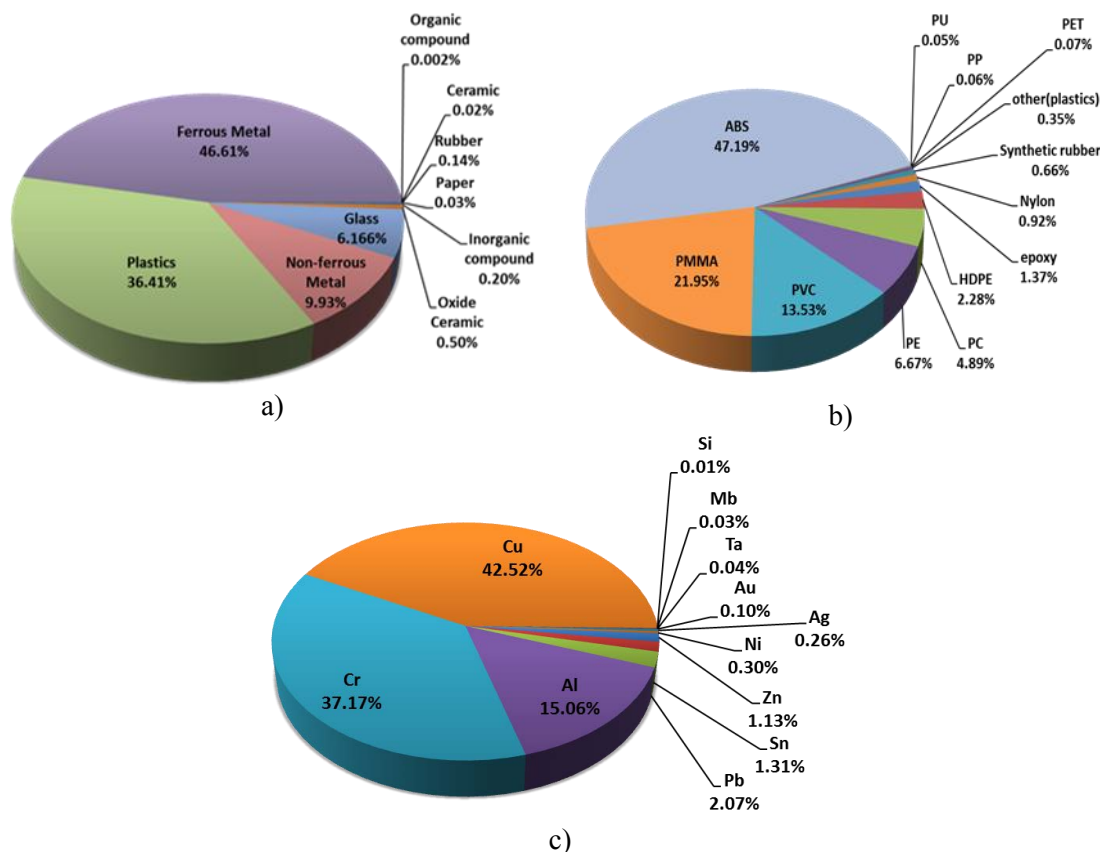 Organic
compound
0.002%
Ceramic
0.02%
Rubber
0.14%
Paper
0.03%
Ferrous Metal
46.61%
Glass
6.166%
Inorganic
compound
0.20%
Plastics
36.41%
Non-ferrous
Metal
9.93%
Oxide
Ceramic
0.50%
a)
PU
0.05%
PET
0.07%
PP
0.06%
other(plastics)
0.35%
ABS
47.19%
Synthetic rubber
0.66%
Nylon
0.92%
epoxy
1.37%
HDPE
2.28%
PMMA
21.95%
PVC
13.53%
PE
6.67%
PC
4.89%
b)
Si
0.01%
Mb
0.03%
Ta
0.04%
Au
0.10%
Ag
0.26%
Ni
0.30%
Zn
1.13%
Sn
1.31%
Pb
2.07%
Cu
42.52%
Cr
37.17%
Al
15.06%
c)